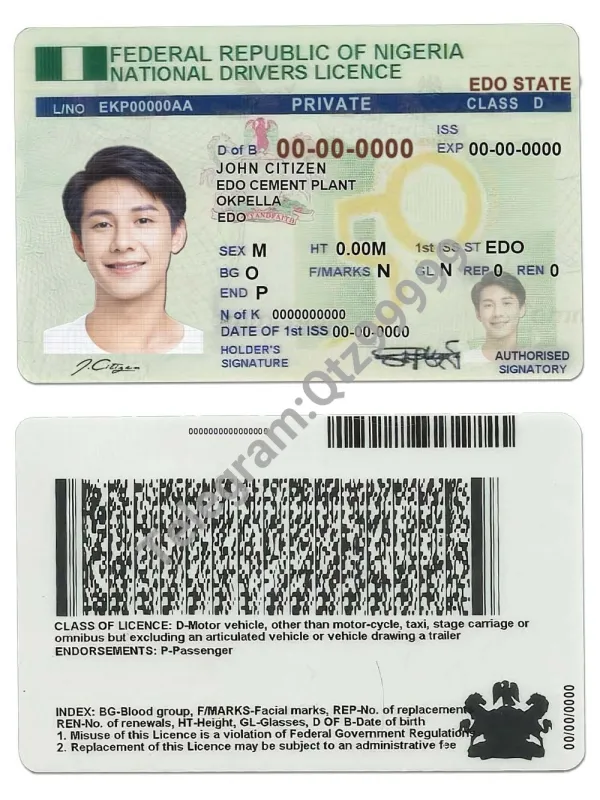 FEDERAL REPUBLIC OF NIGERIA
NATIONAL DRIVERS LICENCE
EDO STATE
L/NO EKP00000AA PRIVATE CLASS D
ISS
D of B 00-00-0000 EXP 00-00-0000
JOHN CITIZEN
EDO CEMENT PLANT
OKPELLA
EDO
SEX M HT 0.00M 1st ISS ST EDO
BG O F/MARKS N GL N REP 0 REN 0
END P
N of K 0000000000
DATE OF 1st ISS 00-00-0000
HOLDER'S
SIGNATURE
AUTHORISED
SIGNATORY
J.Citizen
Telegram:Qtz99999
CLASS OF LICENCE: D-Motor vehicle, other than motor-cycle, taxi, stage carriage or
omnibus but excluding an articulated vehicle or vehicle drawing a trailer
ENDORSEMENTS: P-Passenger
INDEX: BG-Blood group, F/MARKS-Facial marks, REP-No. of replacement
REN-No. of renewals, HT-Height, GL-Glasses, D OF B-Date of birth
1. Misuse of this Licence is a violation of Federal Government Regulations
2. Replacement of this Licence may be subject to an administrative fee
00/00/0000